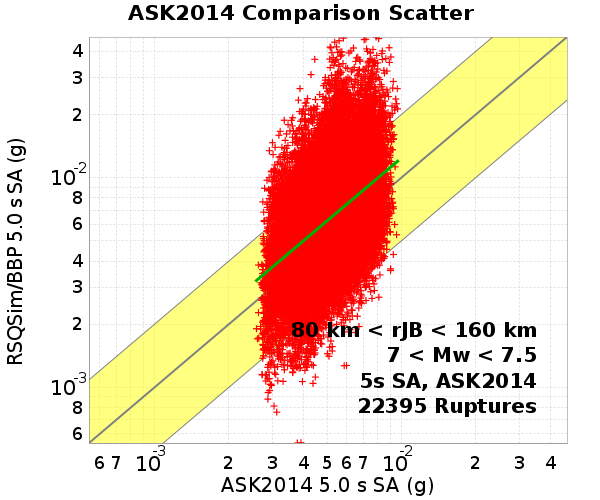 ASK2014 Comparison Scatter
RSQSim/BBP 5.0 s SA (g)
4
3
2
10⁻²
8
6
4
3
2
10⁻³
8
6
80 km < rJB < 160 km
7 < Mw < 7.5
5s SA, ASK2014
22395 Ruptures
6 7 10⁻³ 2 3 4 5 6 7 10⁻² 2 3 4
ASK2014 5.0 s SA (g)